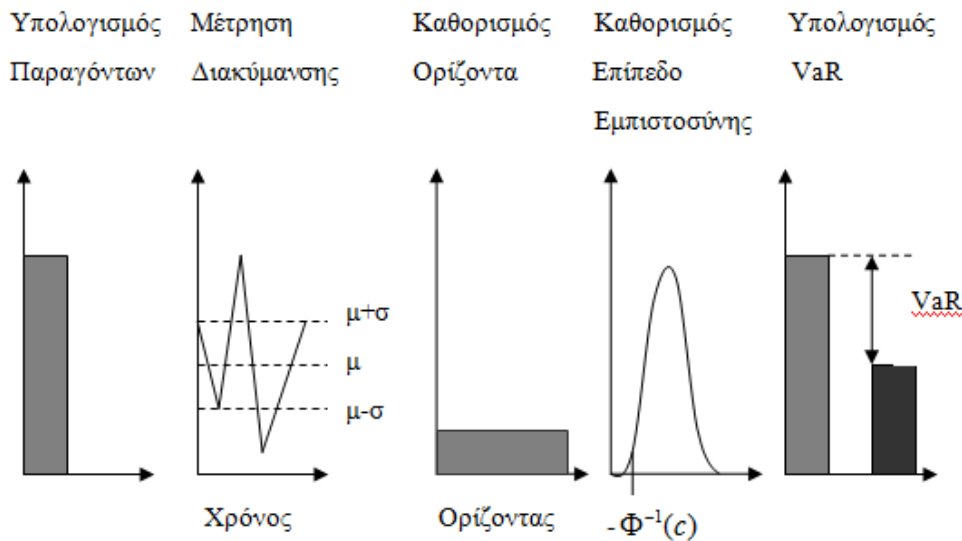 Υπολογισμός
Παραγόντων
Μέτρηση
Διακύμανσης
Καθορισμός
Ορίζοντα
Καθορισμός
Επίπεδο
Εμπιστοσύνης
Υπολογισμός
VaR
μ+σ
μ
μ-σ
VaR
Χρόνος
Ορίζοντας
-Φ⁻¹(c)